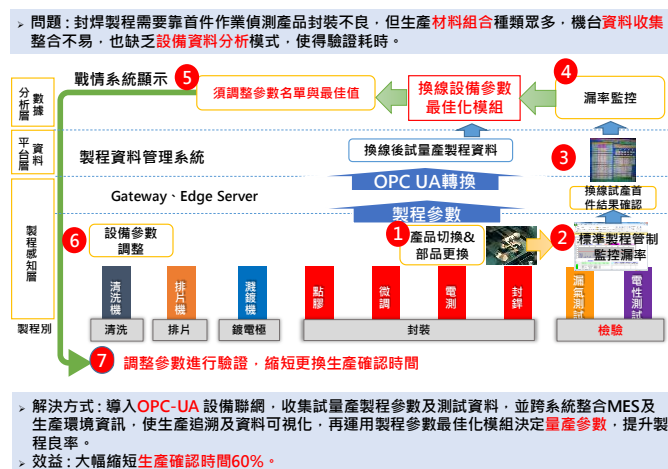 ➢ 問題：封焊製程需要靠首件作業偵測產品封裝不良，但生產材料組合種類眾多，機台資料收集
整合不易，也缺乏設備資料分析模式，使得驗證耗時。
數據分析層
戰情系統顯示
5
須調整參數名單與最佳值
換線設備參數
最佳化模組
4
漏率監控
資料平台層
製程資料管理系統
換線後試量產製程資料
3
OPC UA轉換
換線試產首
件結果確認
製程感知層
Gateway、Edge Server
製程參數
6
設備參數
調整
1
產品切換&
部品更換
2
標準製程管制
監控漏率
清洗機
排片機
濺鍍機
點膠
微調
電測
封焊
漏氣測試
電性測試
製程別
清洗
排片
鍍電極
封裝
檢驗
7
調整參數進行驗證，縮短更換生產確認時間
➢ 解決方式：導入OPC-UA 設備聯網，收集試量產製程參數及測試資料，並跨系統整合MES及
生產環境資訊，使生產追溯及資料可視化，再運用製程參數最佳化模組決定量產參數，提升製
程良率。
➢ 效益：大幅縮短生產確認時間60%。